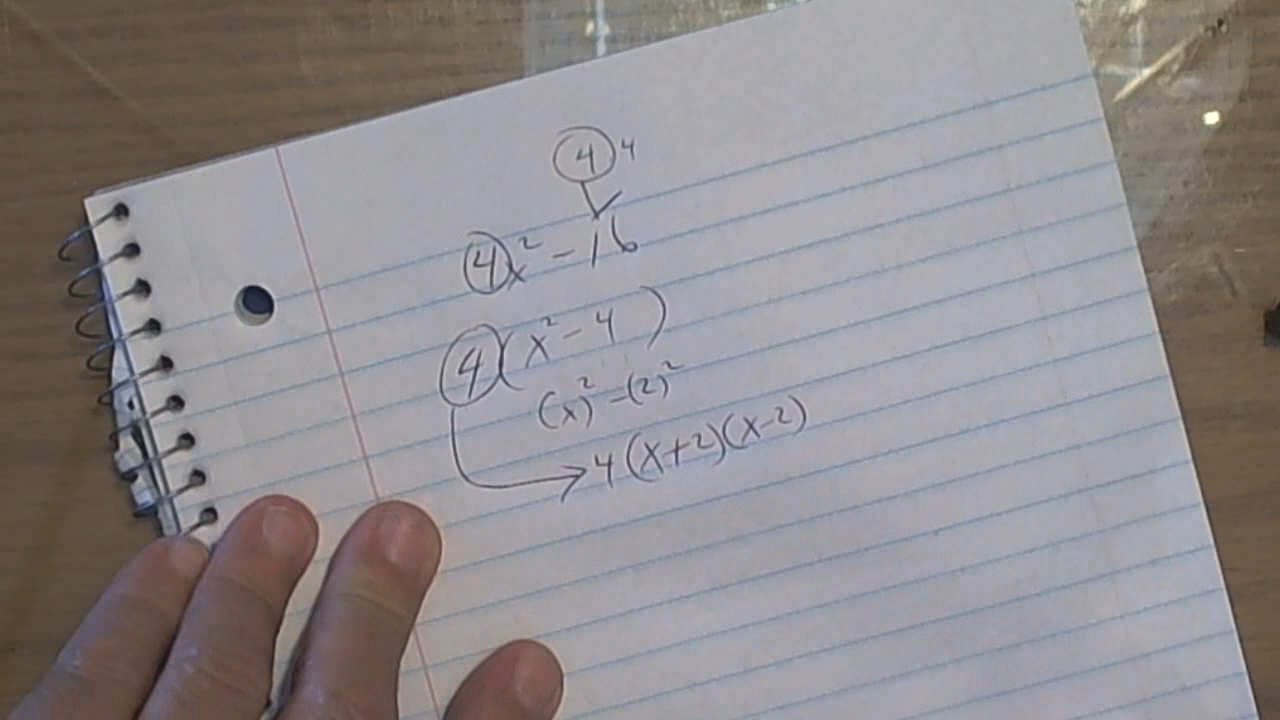 4 4
4x² - 16
4(x² - 4)
(x)² - (2)²
4(x+2)(x-2)